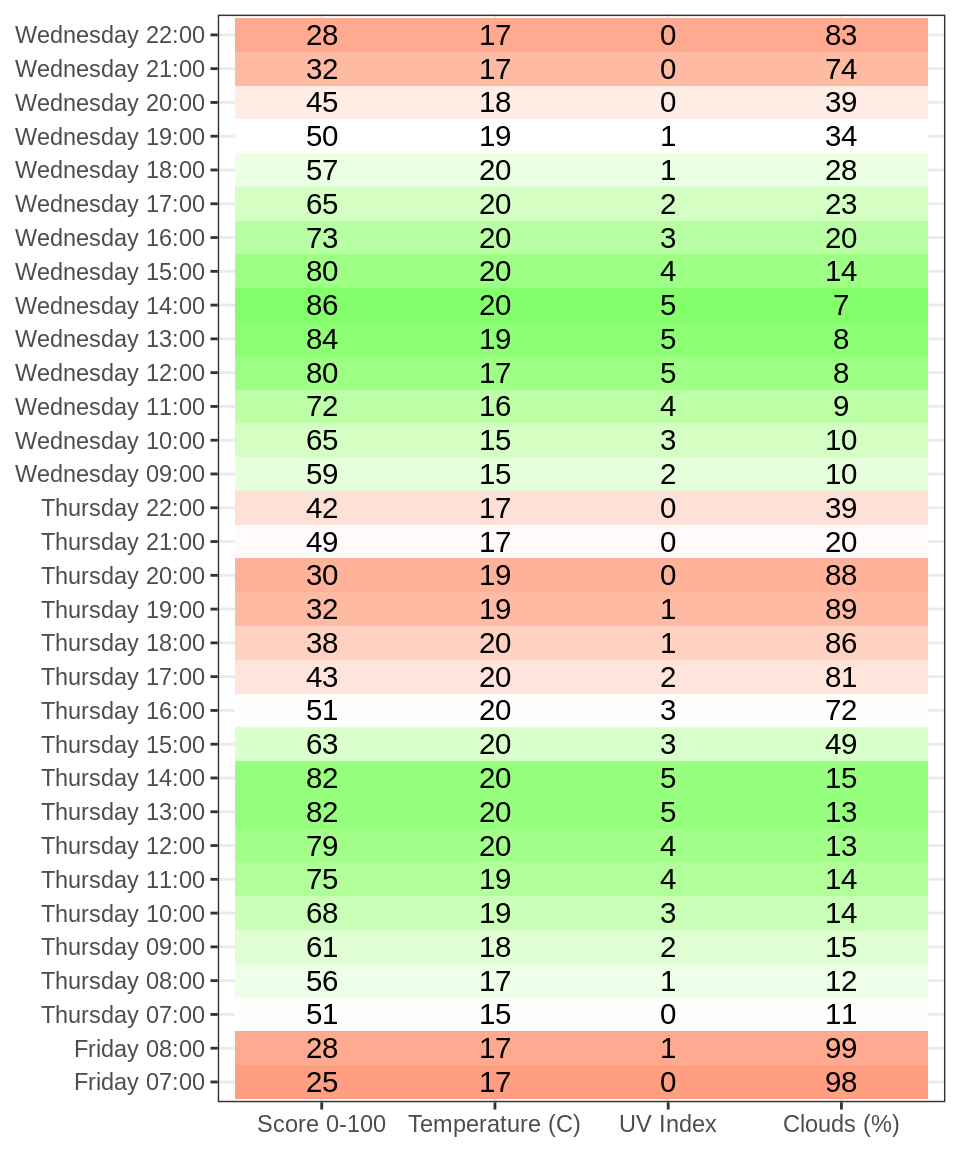 Wednesday 22:00 28 17 0 83
Wednesday 21:00 32 17 0 74
Wednesday 20:00 45 18 0 39
Wednesday 19:00 50 19 1 34
Wednesday 18:00 57 20 1 28
Wednesday 17:00 65 20 2 23
Wednesday 16:00 73 20 3 20
Wednesday 15:00 80 20 4 14
Wednesday 14:00 86 20 5 7
Wednesday 13:00 84 19 5 8
Wednesday 12:00 80 17 5 8
Wednesday 11:00 72 16 4 9
Wednesday 10:00 65 15 3 10
Wednesday 09:00 59 15 2 10
Thursday 22:00 42 17 0 39
Thursday 21:00 49 17 0 20
Thursday 20:00 30 19 0 88
Thursday 19:00 32 19 1 89
Thursday 18:00 38 20 1 86
Thursday 17:00 43 20 2 81
Thursday 16:00 51 20 3 72
Thursday 15:00 63 20 3 49
Thursday 14:00 82 20 5 15
Thursday 13:00 82 20 5 13
Thursday 12:00 79 20 4 13
Thursday 11:00 75 19 4 14
Thursday 10:00 68 19 3 14
Thursday 09:00 61 18 2 15
Thursday 08:00 56 17 1 12
Thursday 07:00 51 15 0 11
Friday 08:00 28 17 1 99
Friday 07:00 25 17 0 98
Score 0-100 Temperature (C) UV Index Clouds (%)